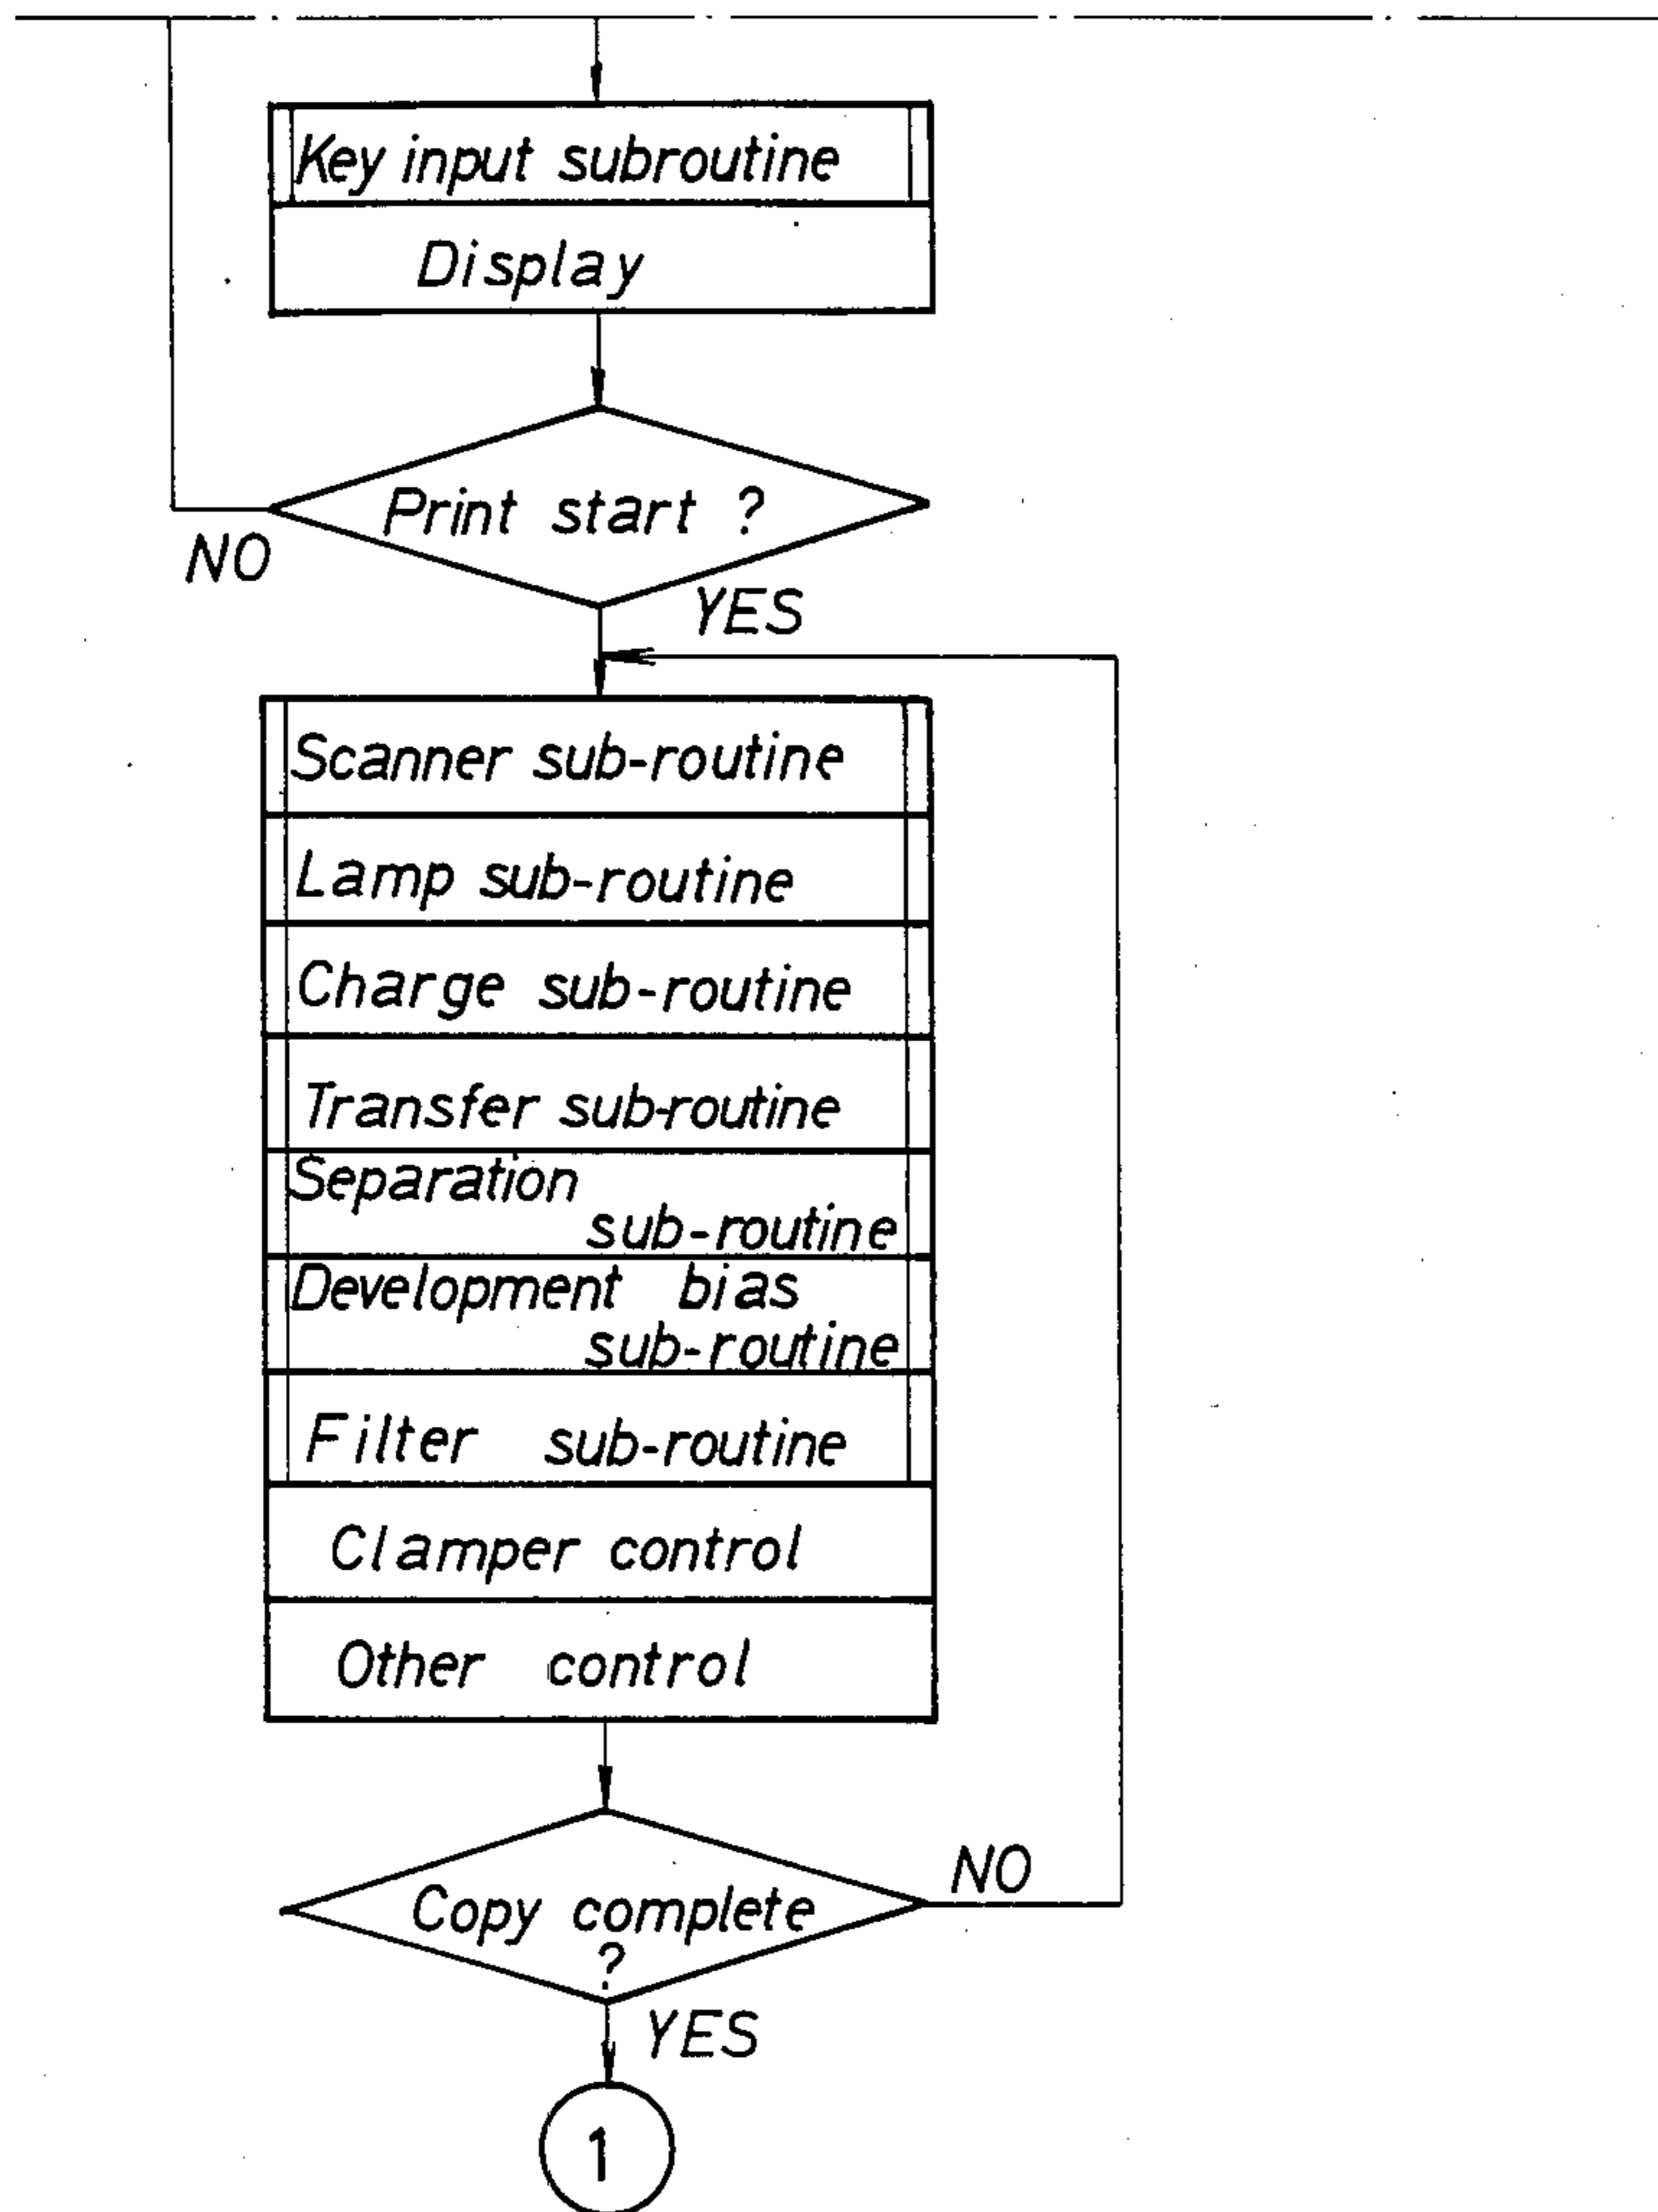 Key input subroutine
Display
Print start ?
NO
YES
Scanner sub-routine
Lamp sub-routine
Charge sub-routine
Transfer sub-routine
Separation
sub-routine
Development bias
sub-routine
Filter sub-routine
Clamper control
Other control
NO
Copy complete
?
YES
1